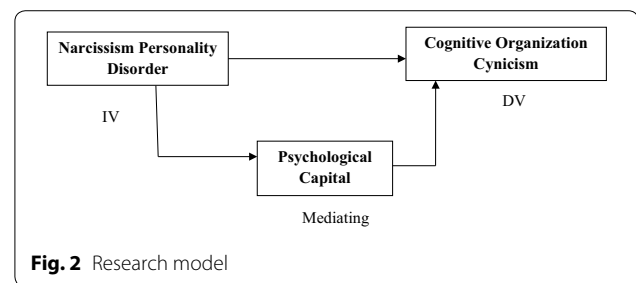 Narcissism Personality
Disorder
Cognitive Organization
Cynicism
IV
DV
Psychological
Capital
Mediating
Fig. 2 Research model